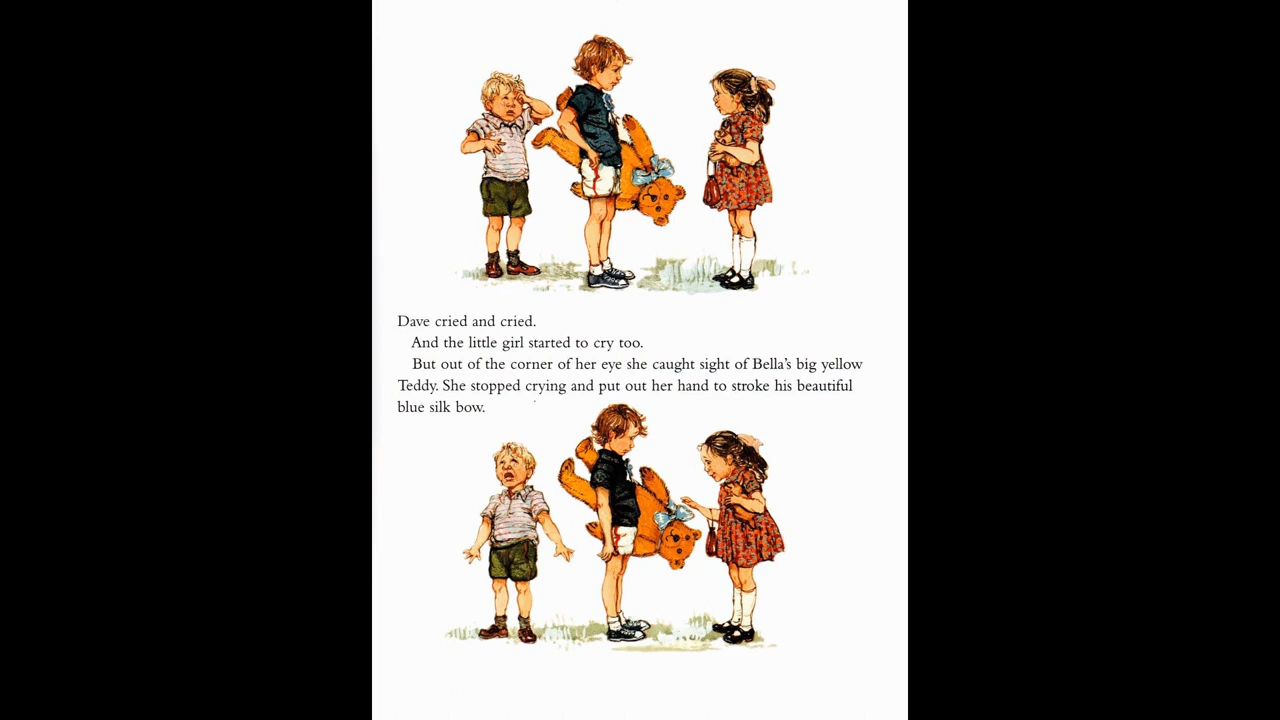 Dave cried and cried.
And the little girl started to cry too.
But out of the corner of her eye she caught sight of Bella's big yellow
Teddy. She stopped crying and put out her hand to stroke his beautiful
blue silk bow.